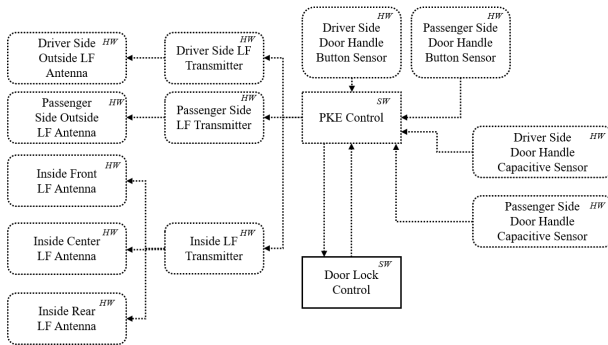 HW
Driver Side
Outside LF
Antenna
HW
Driver Side LF
Transmitter
HW
Driver Side
Door Handle
Button Sensor
HW
Passenger Side
Door Handle
Button Sensor
HW
Passenger
Side Outside
LF Antenna
HW
Passenger Side
LF Transmitter
SW
PKE Control
HW
Driver Side
Door Handle
Capacitive Sensor
HW
Inside Front
LF Antenna
HW
Passenger Side
Door Handle
Capacitive Sensor
HW
Inside Center
LF Antenna
HW
Inside LF
Transmitter
SW
Door Lock
Control
HW
Inside Rear
LF Antenna